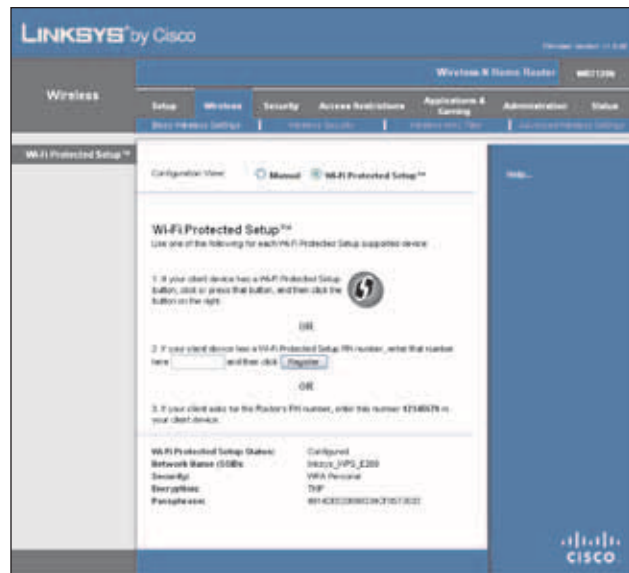 LINKSYS® by Cisco
Wireless-N Home Router
Wireless
Setup Wireless Security Access Restrictions Applications & Gaming Administration Status
Basic Wireless Settings Wireless Security Wireless MAC Filter Advanced Wireless Settings
Wi-Fi Protected Setup™
Configuration View: Manual Wi-Fi Protected Setup™
Help...
Wi-Fi Protected Setup™
Use one of the following for each Wi-Fi Protected Setup supported device:
1. If your client device has a Wi-Fi Protected Setup
button, click or press that button, and then click the
button on the right.
OR
2. If your client device has a Wi-Fi Protected Setup PIN number, enter that number
here and then click Register
OR
3. If your client asks for the Router's PIN number, enter this number in
your client device.
Wi-Fi Protected Setup Status: Configured
Network Name (SSID):
Security: WPA Personal
Encryption: TKIP
Passphrase:
CISCO